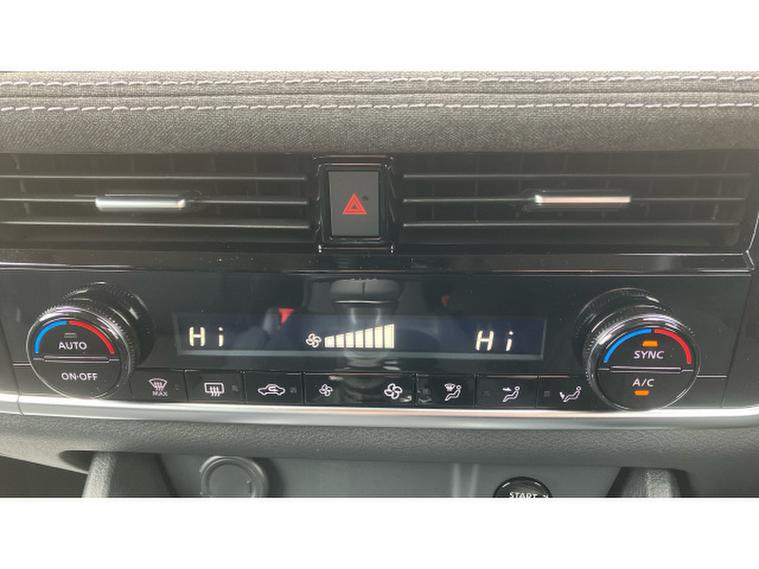 Hi
Hi
AUTO
ON·OFF
SYNC
A/C
MAX
START